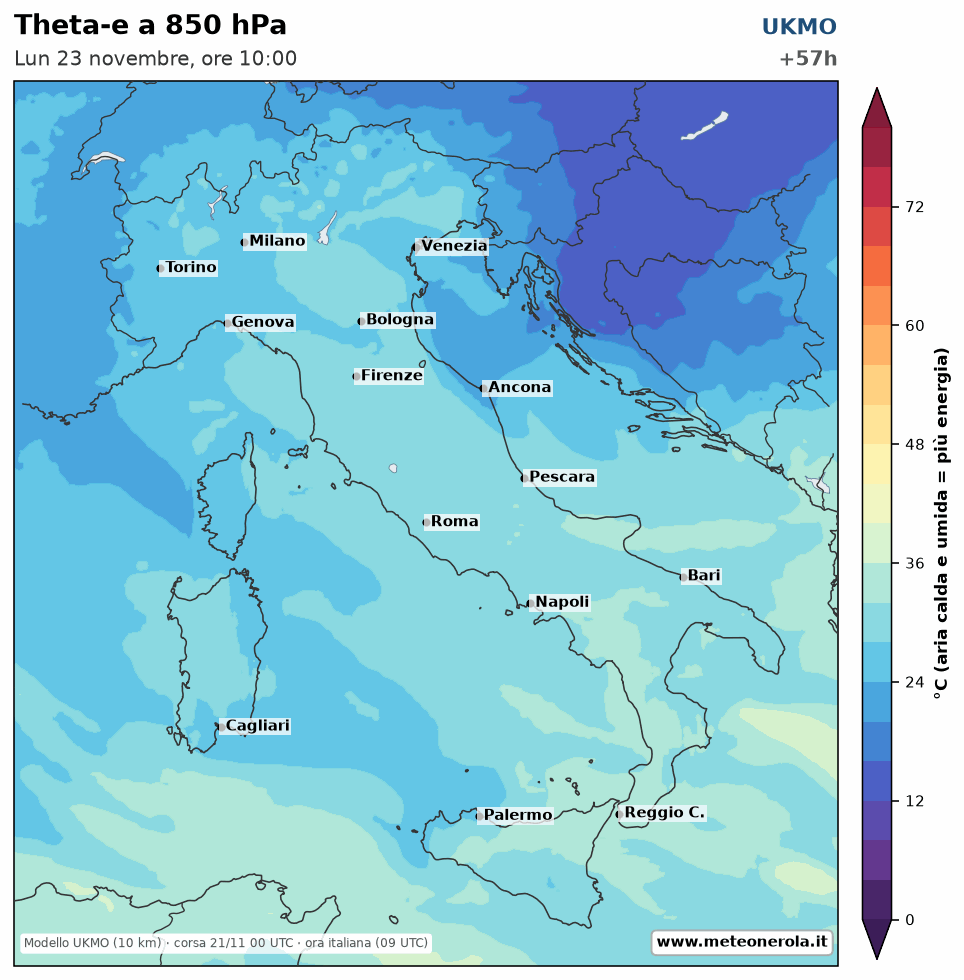 Theta-e a 850 hPa
UKMO
Lun 23 novembre, ore 10:00
+57h
Milano
Venezia
Torino
Genova
Bologna
Firenze
Ancona
Pescara
Roma
Bari
Napoli
Cagliari
Palermo
Reggio C.
72
60
48
36
24
12
0
°C (aria calda e umida = più energia)
Modello UKMO (10 km) · corsa 21/11 00 UTC · ora italiana (09 UTC)
www.meteonerola.it